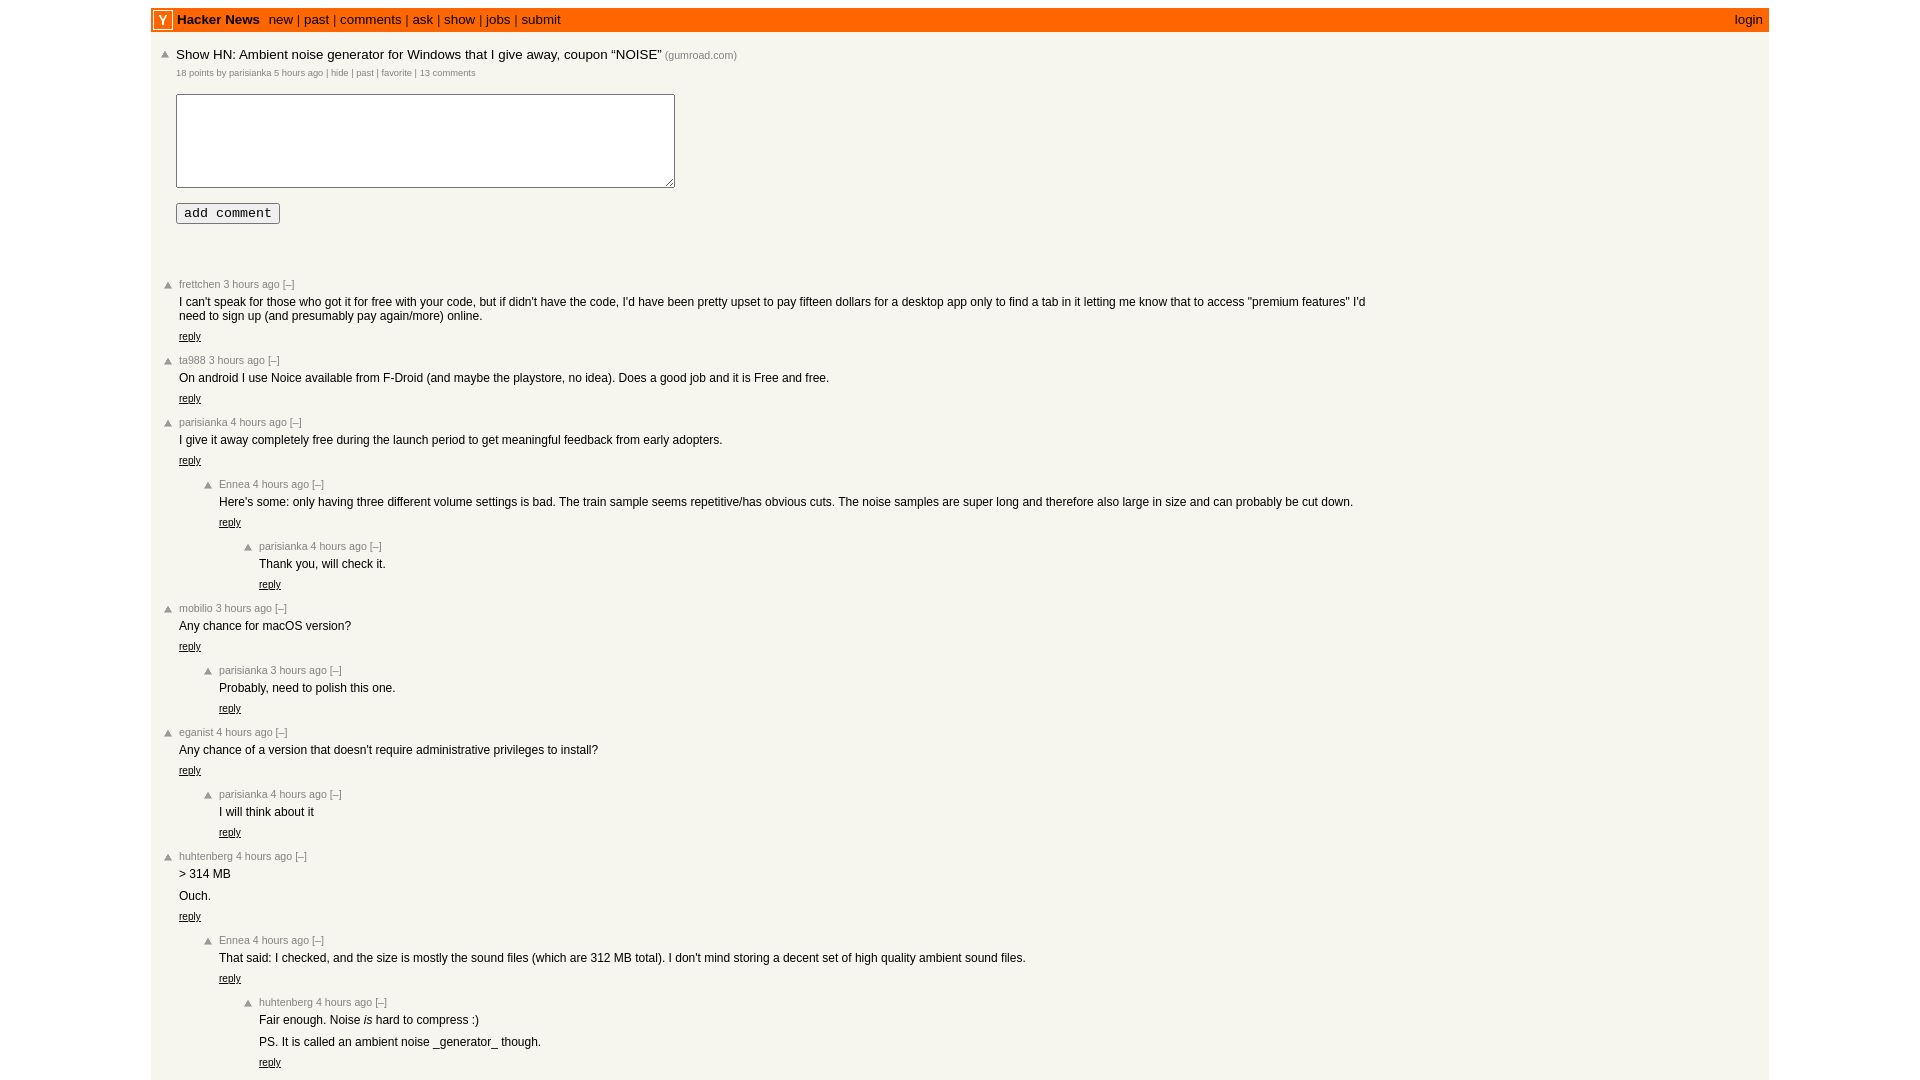 Y Hacker News new | past | comments | ask | show | jobs | submit login
Show HN: Ambient noise generator for Windows that I give away, coupon “NOISE” (gumroad.com)
18 points by parisianka 5 hours ago | hide | past | favorite | 13 comments
add comment
frettchen 3 hours ago [–]
I can't speak for those who got it for free with your code, but if didn't have the code, I'd have been pretty upset to pay fifteen dollars for a desktop app only to find a tab in it letting me know that to access "premium features" I'd
need to sign up (and presumably pay again/more) online.
reply
ta988 3 hours ago [–]
On android I use Noice available from F-Droid (and maybe the playstore, no idea). Does a good job and it is Free and free.
reply
parisianka 4 hours ago [–]
I give it away completely free during the launch period to get meaningful feedback from early adopters.
reply
Ennea 4 hours ago [–]
Here's some: only having three different volume settings is bad. The train sample seems repetitive/has obvious cuts. The noise samples are super long and therefore also large in size and can probably be cut down.
reply
parisianka 4 hours ago [–]
Thank you, will check it.
reply
mobilio 3 hours ago [–]
Any chance for macOS version?
reply
parisianka 3 hours ago [–]
Probably, need to polish this one.
reply
eganist 4 hours ago [–]
Any chance of a version that doesn't require administrative privileges to install?
reply
parisianka 4 hours ago [–]
I will think about it
reply
huhtenberg 4 hours ago [–]
> 314 MB
Ouch.
reply
Ennea 4 hours ago [–]
That said: I checked, and the size is mostly the sound files (which are 312 MB total). I don't mind storing a decent set of high quality ambient sound files.
reply
huhtenberg 4 hours ago [–]
Fair enough. Noise is hard to compress :)
PS. It is called an ambient noise _generator_ though.
reply